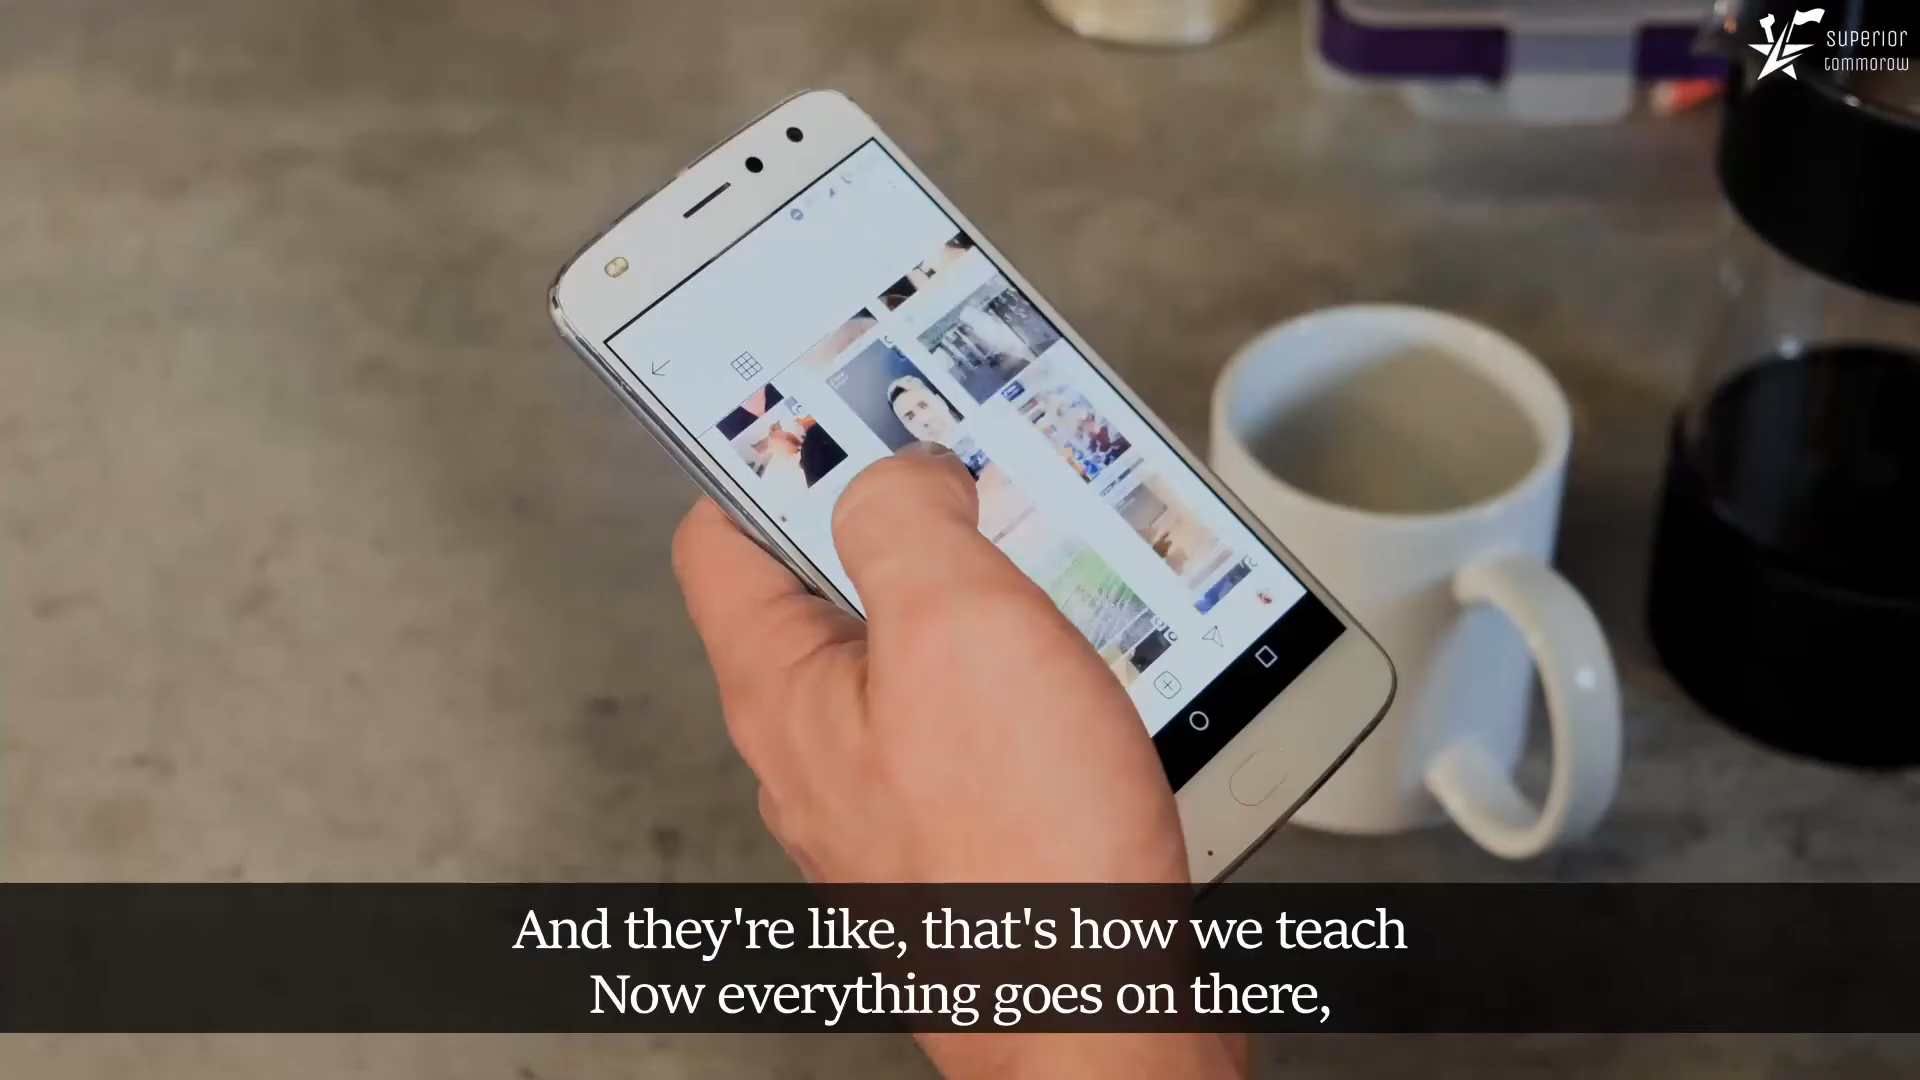 superior
tommorow
And they're like, that's how we teach
Now everything goes on there,